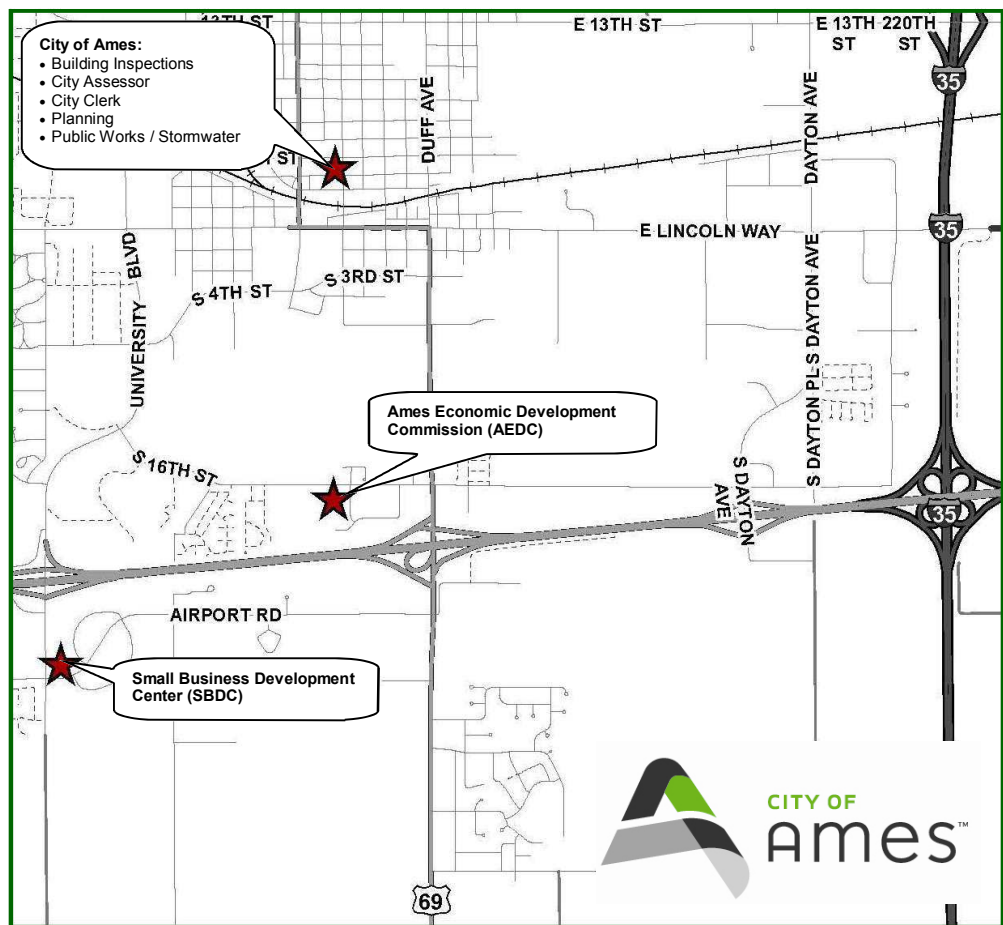 13TH ST
E 13TH ST
E 13TH 220TH
ST ST
35
City of Ames:
• Building Inspections
• City Assessor
• City Clerk
• Planning
• Public Works / Stormwater
ST
DUFF AVE
DAYTON AVE
E LINCOLN WAY
35
UNIVERSITY BLVD
S 4TH ST
S 3RD ST
S DAYTON PL S DAYTON AVE
Ames Economic Development
Commission (AEDC)
S 16TH ST
S DAYTON
AVE
35
AIRPORT RD
Small Business Development
Center (SBDC)
CITY OF
Ames™
69